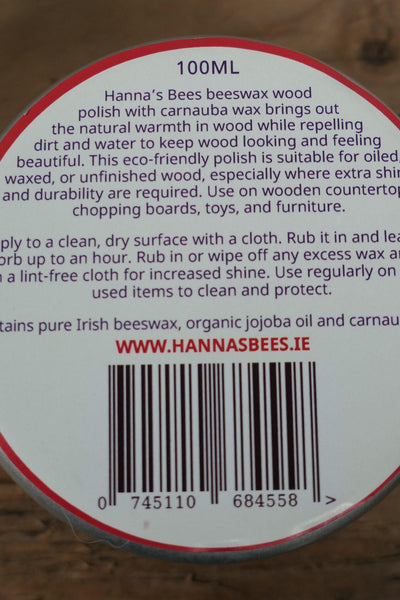 100ML
Hanna's Bees beeswax wood
polish with carnauba wax brings out
the natural warmth in wood while repelling
dirt and water to keep wood looking and feeling
beautiful. This eco-friendly polish is suitable for oiled,
waxed, or unfinished wood, especially where extra shin
and durability are required. Use on wooden countertop
chopping boards, toys, and furniture.
ply to a clean, dry surface with a cloth. Rub it in and lea
orb up to an hour. Rub in or wipe off any excess wax an
a lint-free cloth for increased shine. Use regularly on
used items to clean and protect.
tains pure Irish beeswax, organic jojoba oil and carnau
WWW.HANNASBEES.IE
0 745110 684558 >